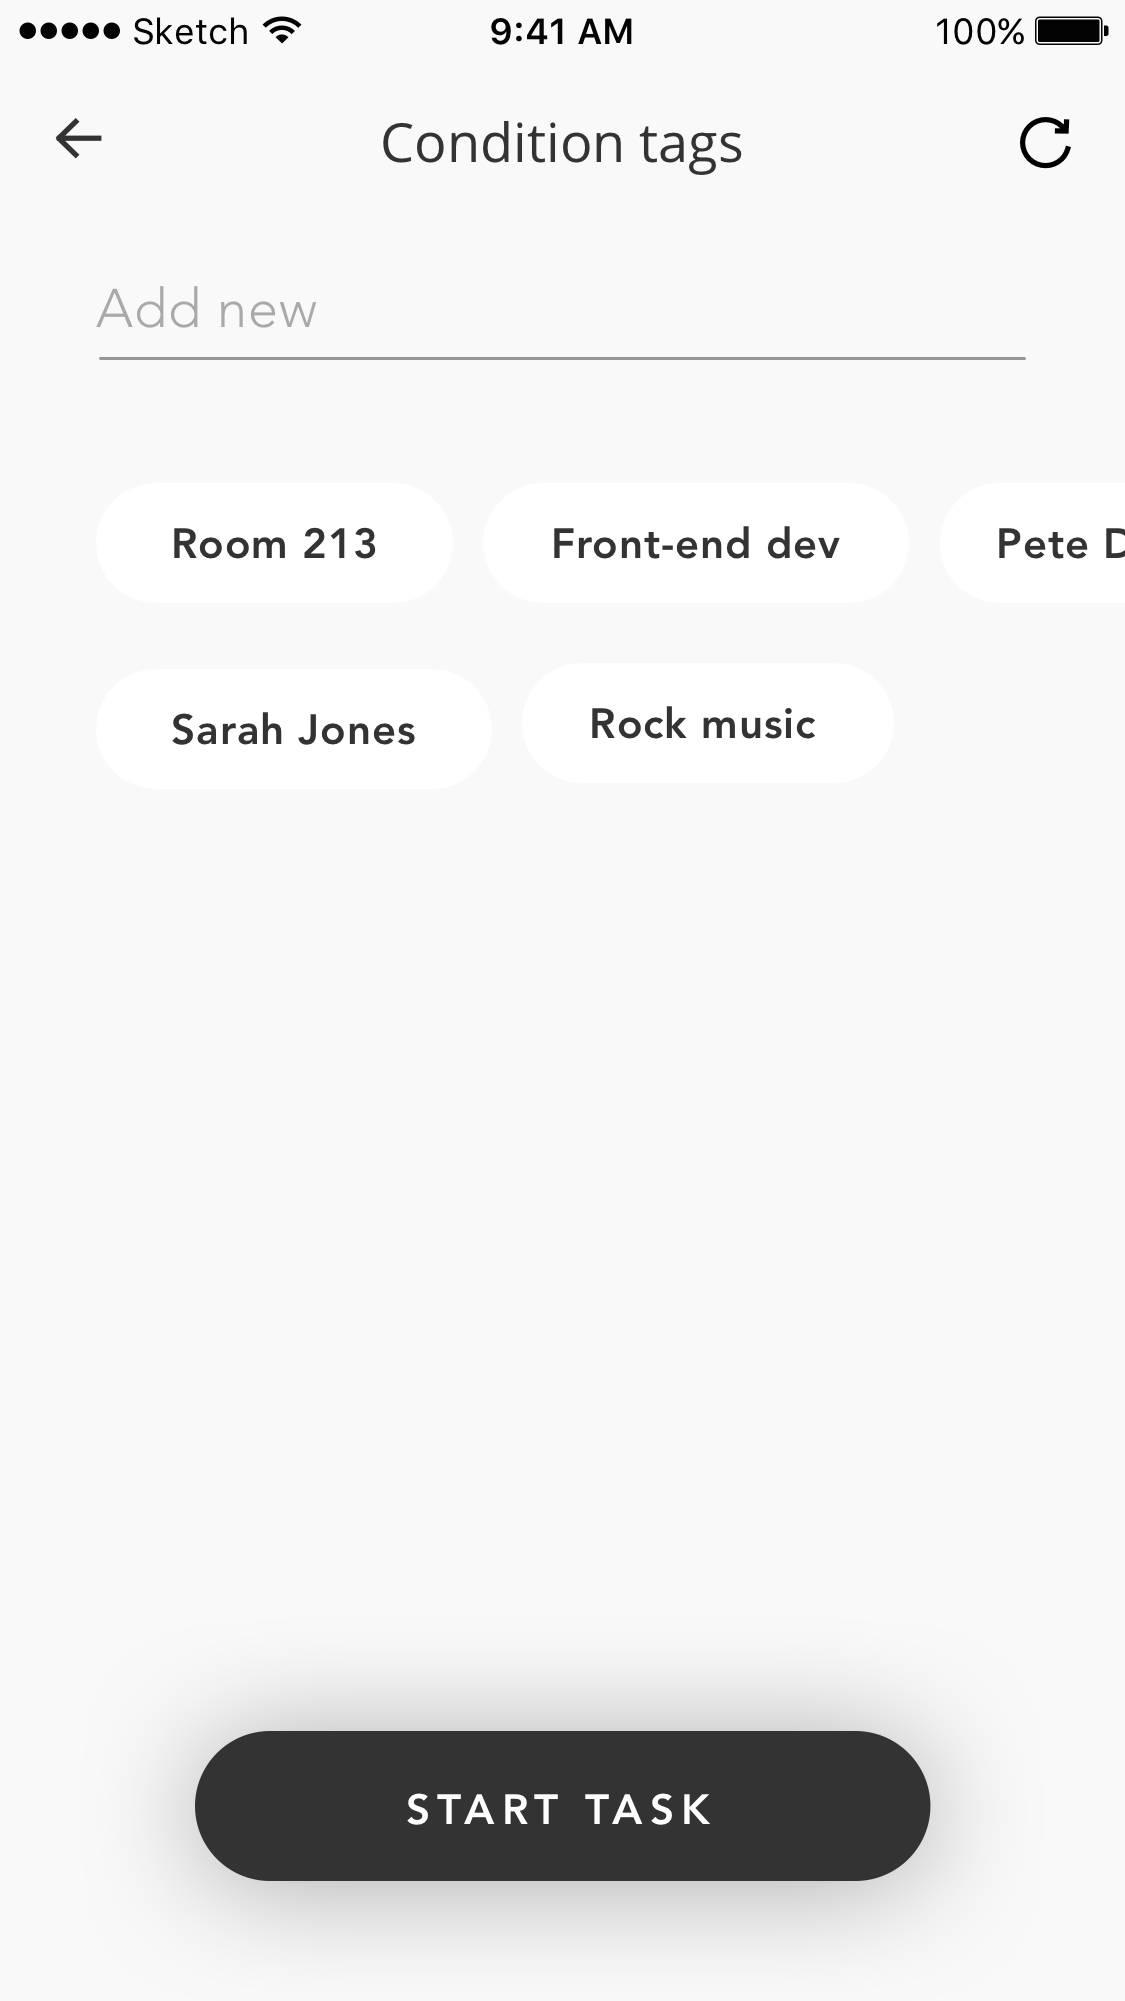 Sketch 9:41 AM 100%
Condition tags
Add new
Room 213 Front-end dev Pete
Sarah Jones Rock music
START TASK